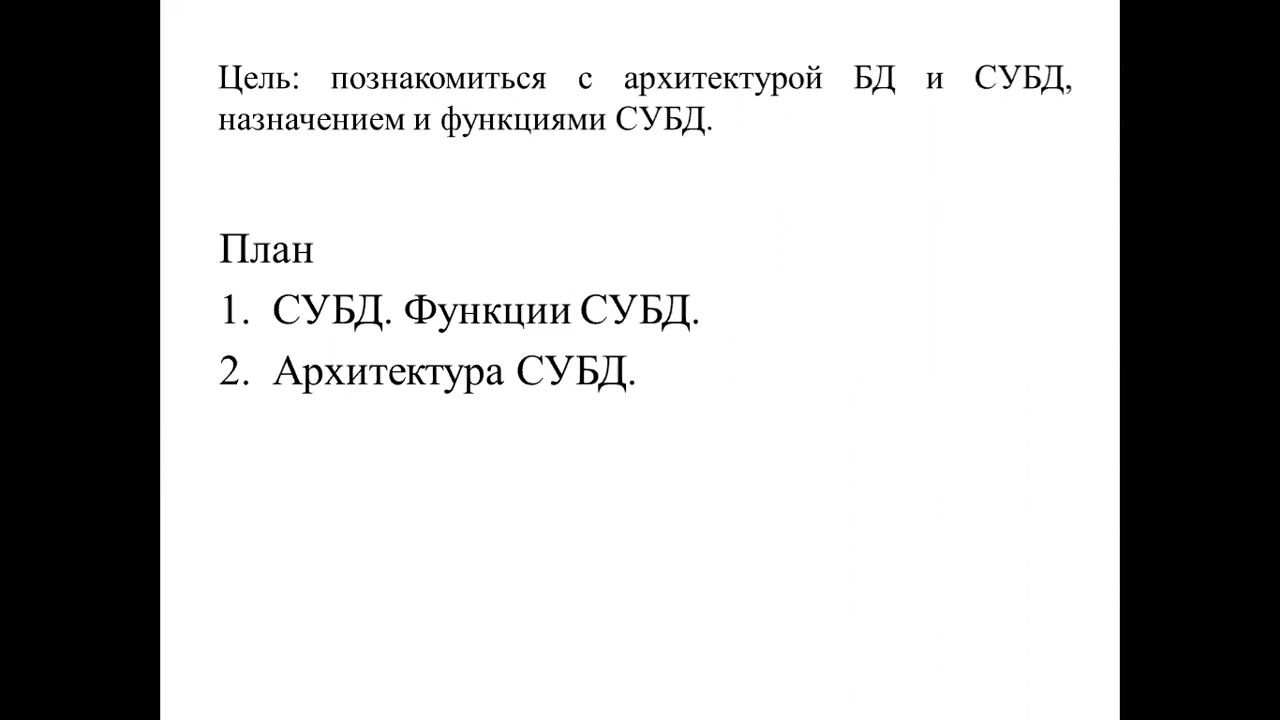 Цель: познакомиться с архитектурой БД и СУБД,
назначением и функциями СУБД.
План
1. СУБД. Функции СУБД.
2. Архитектура СУБД.